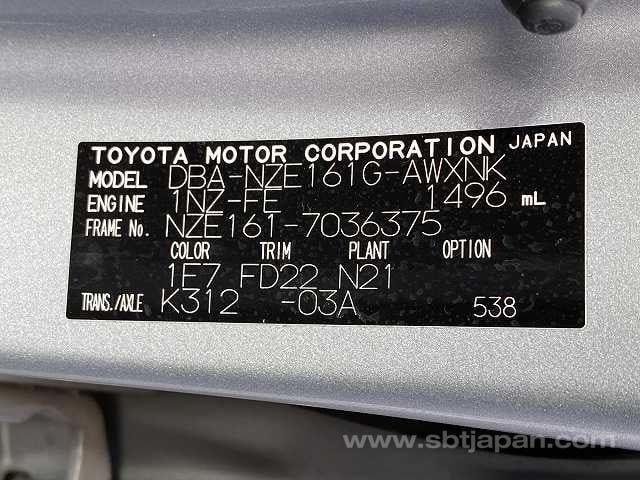 TOYOTA MOTOR CORPORATION JAPAN
MODEL DBA-NZE161G-AWXNK
ENGINE 1NZ-FE 1496 mL
FRAME No. NZE161-7036375
COLOR TRIM PLANT OPTION
1E7 FD22 N21
TRANS./AXLE K312 -03A 538
www.sbtjapan.com